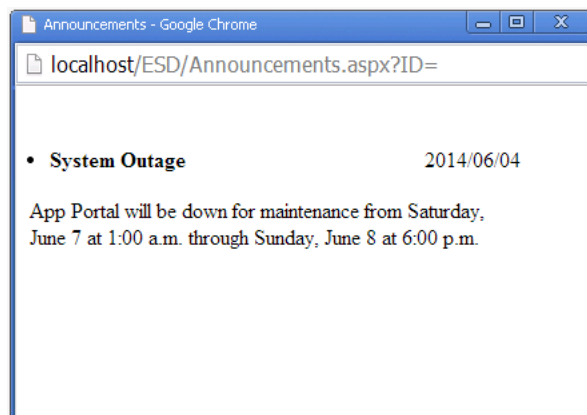 Announcements - Google Chrome
localhost/ESD/Announcements.aspx?ID=
• System Outage 2014/06/04
App Portal will be down for maintenance from Saturday,
June 7 at 1:00 a.m. through Sunday, June 8 at 6:00 p.m.